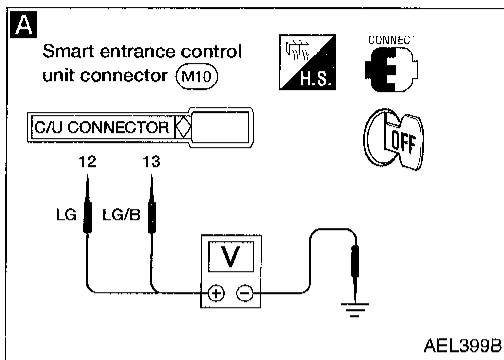 A
Smart entrance control
unit connector M10
H.S.
CONNECT
C/U CONNECTOR
OFF
12 13
LG LG/B
V
+ −
AEL399B